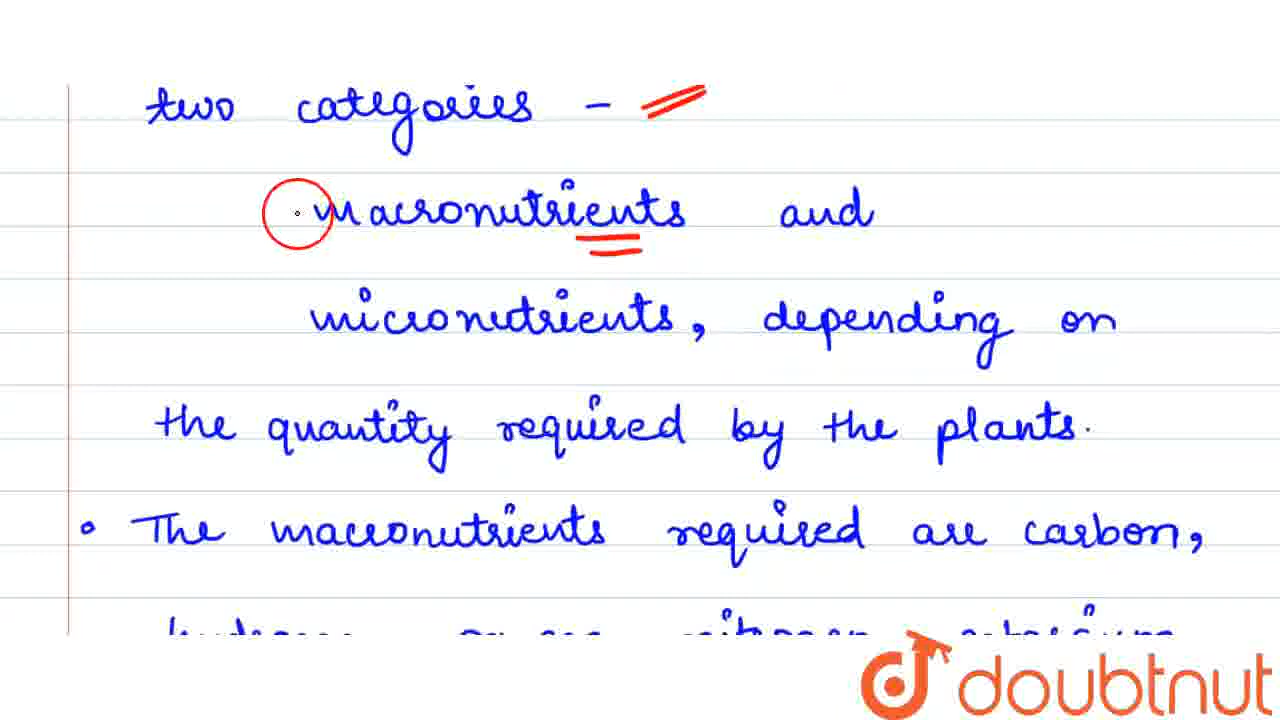 two categories -
macronutrients and
micronutrients, depending on
the quantity required by the plants.
• The macronutrients required are carbon,
doubtnut